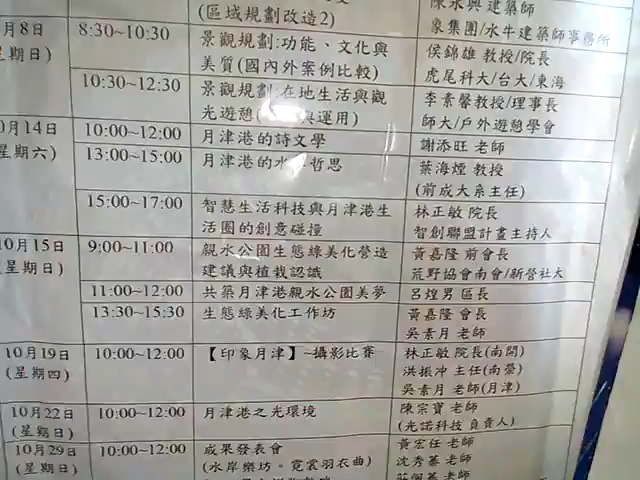 (區域規劃改造2)
陳永興 建築師
象集團/水牛建築師事務所
月8日
期日)
8:30~10:30
景觀規劃:功能、文化與
美質(國內外案例比較)
侯錦雄 教授/院長
虎尾科大/台大/東海
10:30~12:30
景觀規劃:在地生活與觀
光遊憩(與運用)
李素馨教授/理事長
師大/戶外遊憩學會
月14日
星期六)
10:00~12:00
月津港的詩文學
謝添旺 老師
13:00~15:00
月津港的水岸哲思
葉海煙 教授
(前成大系主任)
15:00~17:00
智慧生活科技與月津港生
活圈的創意碰撞
林正敏 院長
智創聯盟計畫主持人
10月15日
星期日)
9:00~11:00
親水公園生態綠美化營造
建議與植栽認識
黃嘉隆 前會長
荒野協會南會/新營社大
11:00~12:00
共築月津港親水公園美夢
呂煌男 區長
13:30~15:30
生態綠美化工作坊
黃嘉隆 會長
吳素月 老師
10月19日
(星期四)
10:00~12:00
【印象月津】~攝影比賽
林正敏 院長(南開)
洪振冲 主任(南榮)
吳素月 老師(月津)
10月22日
(星期日)
10:00~12:00
月津港之光環境
陳宗寶 老師
(光諾科技 負責人)
10月29日
(星期日)
10:00~12:00
成果發表會
(水岸樂坊。霓裳羽衣曲)
黃宏任 老師
沈秀蓁 老師